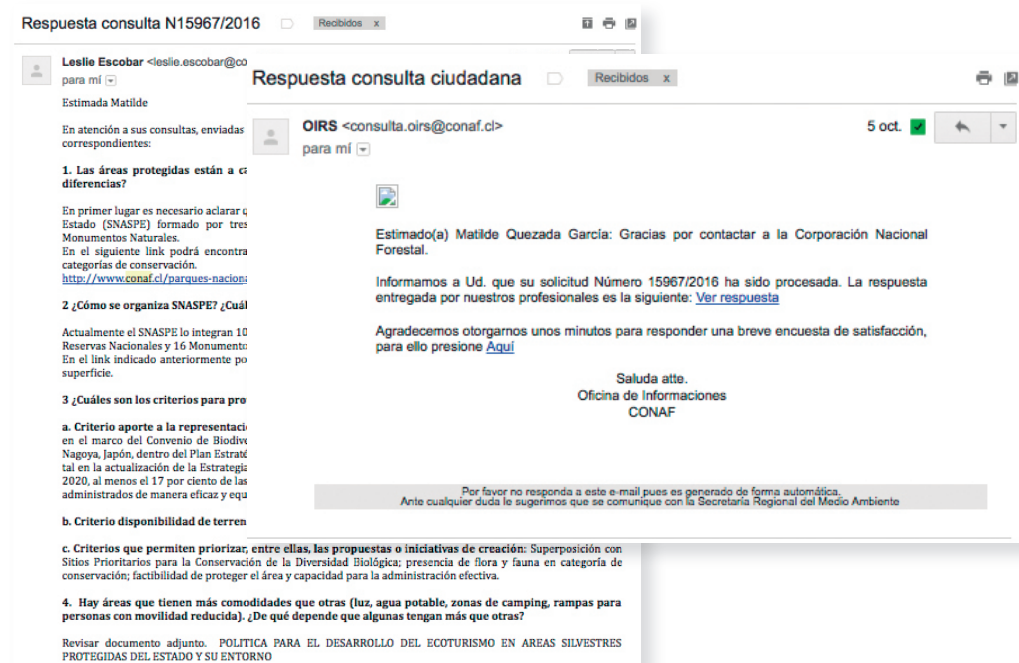 Respuesta consulta N15967/2016
Recibidos x
Leslie Escobar <leslie.escobar@co
para mí
Estimada Matilde
En atención a sus consultas, enviadas
correspondientes:
1. Las áreas protegidas están a ca
diferencias?
En primer lugar es necesario aclarar q
Estado (SNASPE) formado por tres
Monumentos Naturales.
En el siguiente link podrá encontra
categorías de conservación.
http://www.conaf.cl/parques-naciona
2 ¿Cómo se organiza SNASPE? ¿Cuál
Actualmente el SNASPE lo integran 10
Reservas Nacionales y 16 Monumento
En el link indicado anteriormente po
superficie.
3 ¿Cuáles son los criterios para pro
a. Criterio aporte a la representaci
en el marco del Convenio de Biodive
Nagoya, Japón, dentro del Plan Estraté
tal en la actualización de la Estrategia
2020, al menos el 17 por ciento de las
administrados de manera eficaz y equ
b. Criterio disponibilidad de terren
c. Criterios que permiten priorizar, entre ellas, las propuestas o iniciativas de creación: Superposición con
Sitios Prioritarios para la Conservación de la Diversidad Biológica; presencia de flora y fauna en categoría de
conservación; factibilidad de proteger el área y capacidad para la administración efectiva.
4. Hay áreas que tienen más comodidades que otras (luz, agua potable, zonas de camping, rampas para
personas con movilidad reducida). ¿De qué depende que algunas tengan más que otras?
Revisar documento adjunto. POLITICA PARA EL DESARROLLO DEL ECOTURISMO EN AREAS SILVESTRES
PROTEGIDAS DEL ESTADO Y SU ENTORNO
Respuesta consulta ciudadana
Recibidos x
OIRS <consulta.oirs@conaf.cl>
5 oct.
para mí
Estimado(a) Matilde Quezada García: Gracias por contactar a la Corporación Nacional
Forestal.
Informamos a Ud. que su solicitud Número 15967/2016 ha sido procesada. La respuesta
entregada por nuestros profesionales es la siguiente: Ver respuesta
Agradecemos otorgarnos unos minutos para responder una breve encuesta de satisfacción,
para ello presione Aquí
Saluda atte.
Oficina de Informaciones
CONAF
Por favor no responda a este e-mail pues es generado de forma automática.
Ante cualquier duda le sugerimos que se comunique con la Secretaría Regional del Medio Ambiente